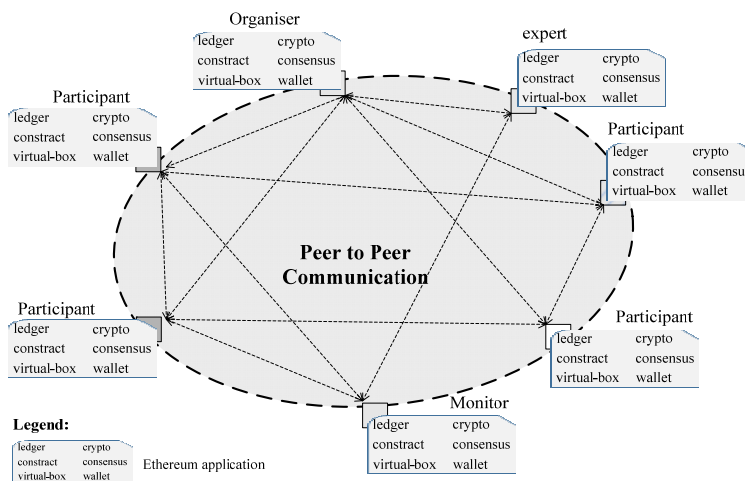 Organiser
ledger crypto
constract consensus
virtual-box wallet
expert
ledger crypto
constract consensus
virtual-box wallet
Participant
ledger crypto
constract consensus
virtual-box wallet
Participant
ledger crypto
constract consensus
virtual-box wallet
Peer to Peer
Communication
Participant
ledger crypto
constract consensus
virtual-box wallet
Participant
ledger crypto
constract consensus
virtual-box wallet
Monitor
ledger crypto
constract consensus
virtual-box wallet
Legend:
ledger crypto
constract consensus
virtual-box wallet
Ethereum application